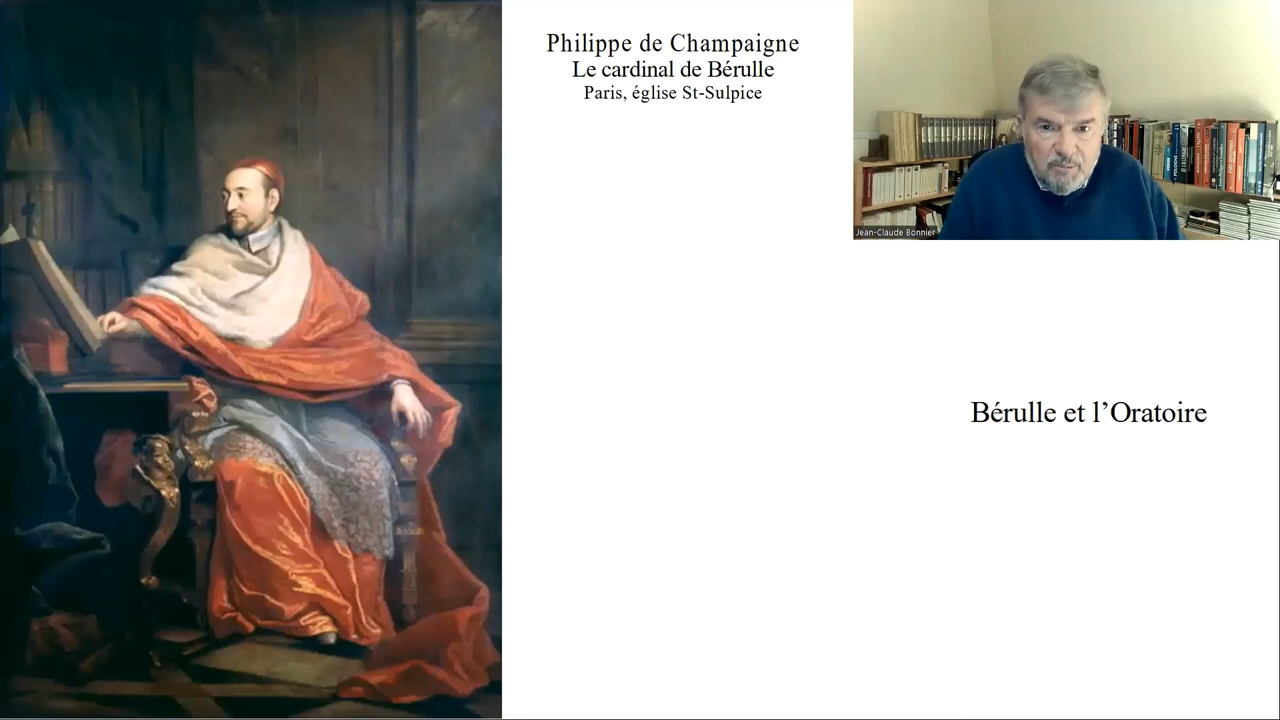 Philippe de Champaigne
Le cardinal de Bérulle
Paris, église St-Sulpice
Jean-Claude Bonnier
Bérulle et l’Oratoire